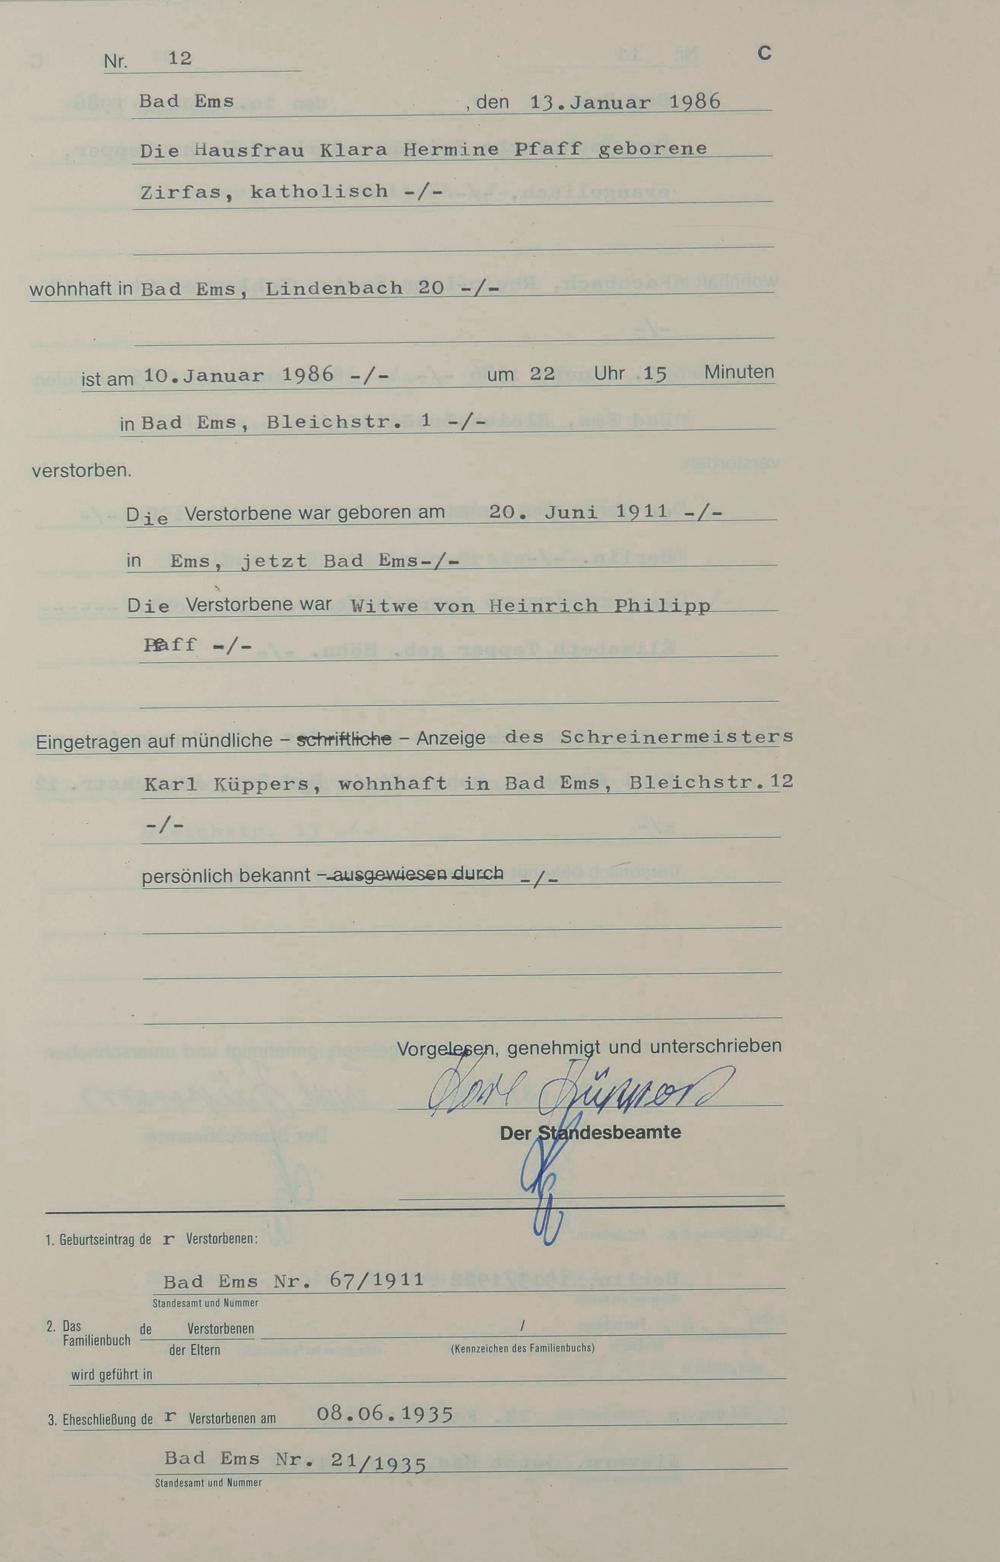 Nr. 12 C
Bad Ems , den 13.Januar 1986
Die Hausfrau Klara Hermine Pfaff geborene
Zirfas, katholisch -/-
wohnhaft in Bad Ems, Lindenbach 20 -/-
ist am 10.Januar 1986 -/- um 22 Uhr 15 Minuten
in Bad Ems, Bleichstr. 1 -/-
verstorben.
Die Verstorbene war geboren am 20. Juni 1911 -/-
in Ems, jetzt Bad Ems-/-
Die Verstorbene war Witwe von Heinrich Philipp
Pfaff -/-
Eingetragen auf mündliche – schriftliche – Anzeige des Schreinermeisters
Karl Küppers, wohnhaft in Bad Ems, Bleichstr.12
-/-
persönlich bekannt – ausgewiesen durch -/-
Vorgelesen, genehmigt und unterschrieben
Karl Küppers
Der Standesbeamte
1. Geburtseintrag de r Verstorbenen:
Bad Ems Nr. 67/1911
Standesamt und Nummer
2. Das Familienbuch de Verstorbenen /
der Eltern (Kennzeichen des Familienbuchs)
wird geführt in
3. Eheschließung de r Verstorbenen am 08.06.1935
Bad Ems Nr. 21/1935
Standesamt und Nummer